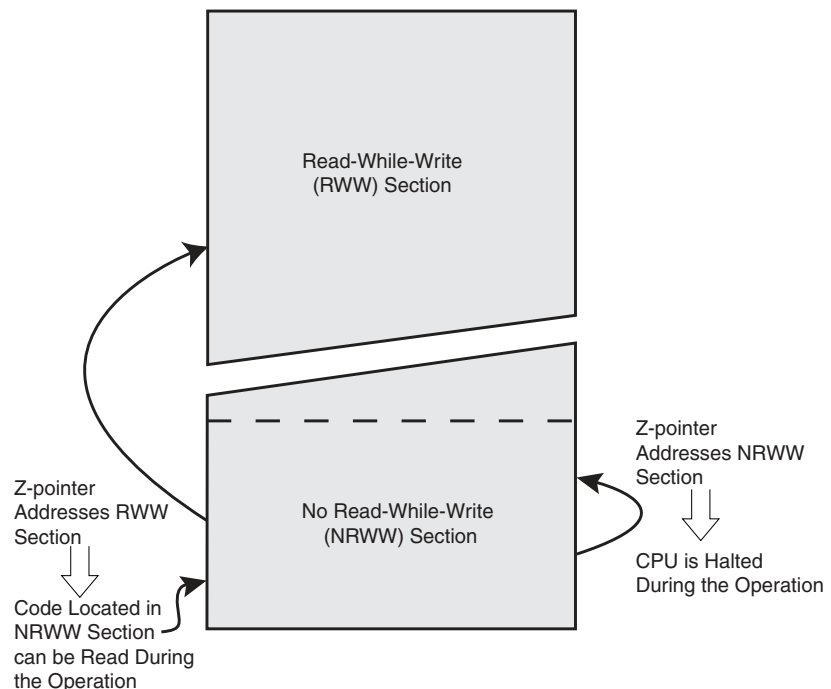 Read-While-Write
(RWW) Section
Z-pointer
Addresses NRWW
Section
Z-pointer
Addresses RWW
Section
No Read-While-Write
(NRWW) Section
CPU is Halted
During the Operation
Code Located in
NRWW Section
can be Read During
the Operation